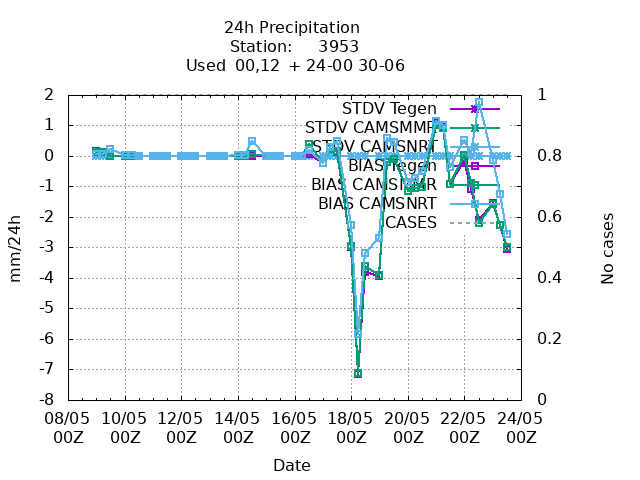 24h Precipitation
Station: 3953
Used 00,12 + 24-00 30-06
STDV Tegen
STDV CAMSMMR
STDV CAMSNRT
BIAS Tegen
BIAS CAMSMMR
BIAS CAMSNRT
CASES
2
1
0
-1
-2
-3
-4
-5
-6
-7
-8
mm/24h
1
0.8
0.6
0.4
0.2
0
No cases
08/05 10/05 12/05 14/05 16/05 18/05 20/05 22/05 24/05
00Z 00Z 00Z 00Z 00Z 00Z 00Z 00Z 00Z
Date